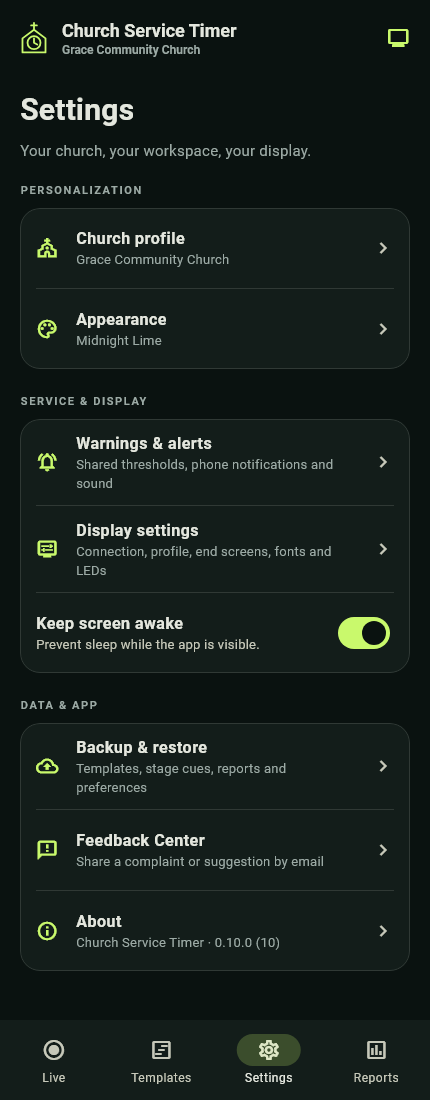 Church Service Timer
Grace Community Church
Settings
Your church, your workspace, your display.
PERSONALIZATION
Church profile
Grace Community Church
Appearance
Midnight Lime
SERVICE & DISPLAY
Warnings & alerts
Shared thresholds, phone notifications and
sound
Display settings
Connection, profile, end screens, fonts and
LEDs
Keep screen awake
Prevent sleep while the app is visible.
DATA & APP
Backup & restore
Templates, stage cues, reports and
preferences
Feedback Center
Share a complaint or suggestion by email
About
Church Service Timer · 0.10.0 (10)
Live
Templates
Settings
Reports